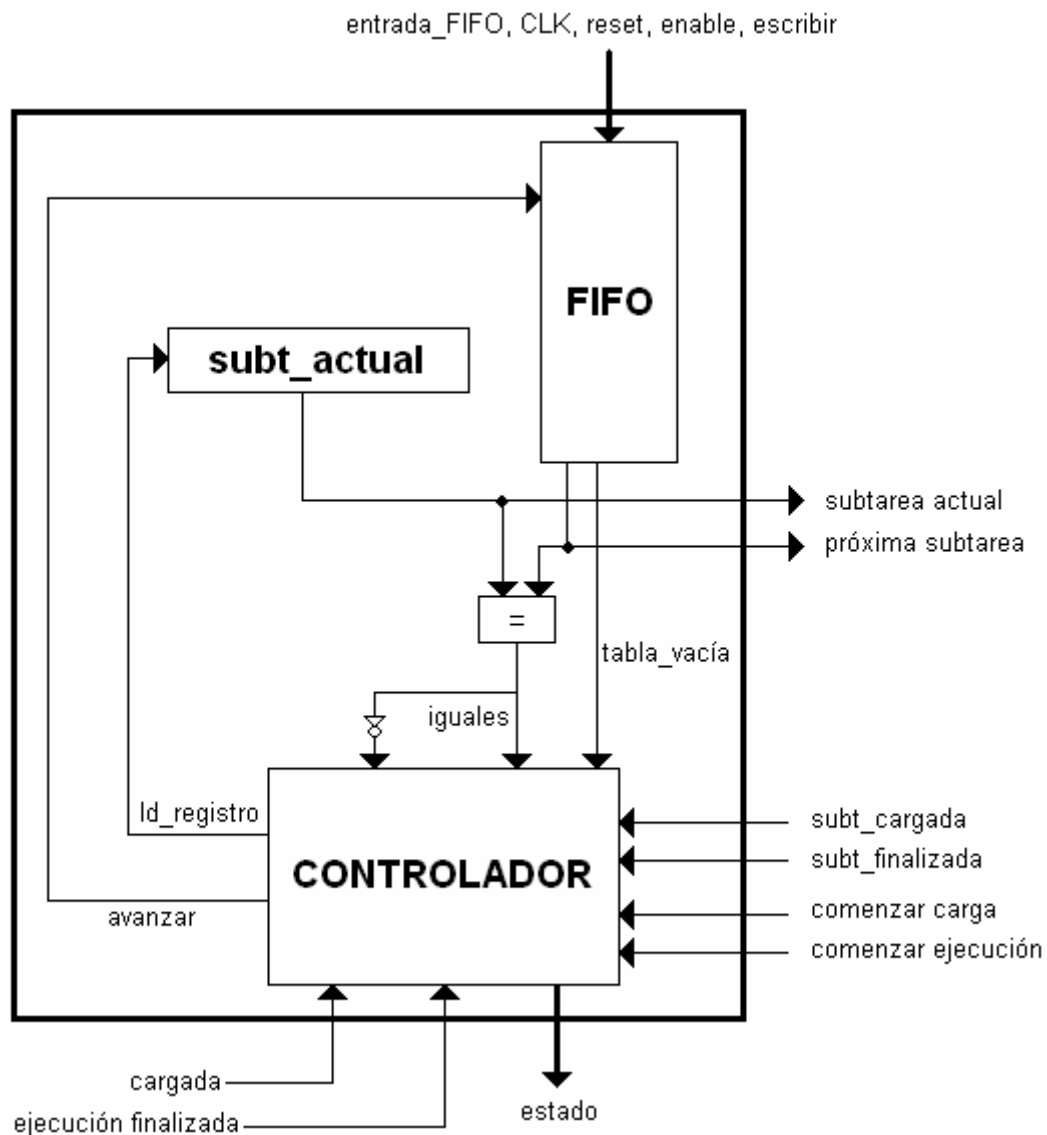 entrada_FIFO, CLK, reset, enable, escribir
FIFO
subt_actual
subtarea actual
próxima subtarea
=
tabla_vacía
iguales
ld_registro
subt_cargada
subt_finalizada
CONTROLADOR
avanzar
comenzar carga
comenzar ejecución
cargada
estado
ejecución finalizada